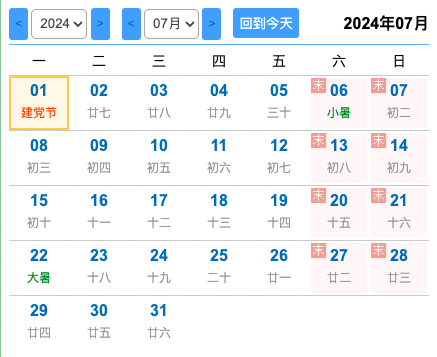 < 2024 > < 07月 > 回到今天 2024年07月
一 二 三 四 五 六 日
01 02 03 04 05 末 06 末 07
建党节 廿七 廿八 廿九 三十 小暑 初二
08 09 10 11 12 末 13 末 14
初三 初四 初五 初六 初七 初八 初九
15 16 17 18 19 末 20 末 21
初十 十一 十二 十三 十四 十五 十六
22 23 24 25 26 末 27 末 28
大暑 十八 十九 二十 廿一 廿二 廿三
29 30 31
廿四 廿五 廿六